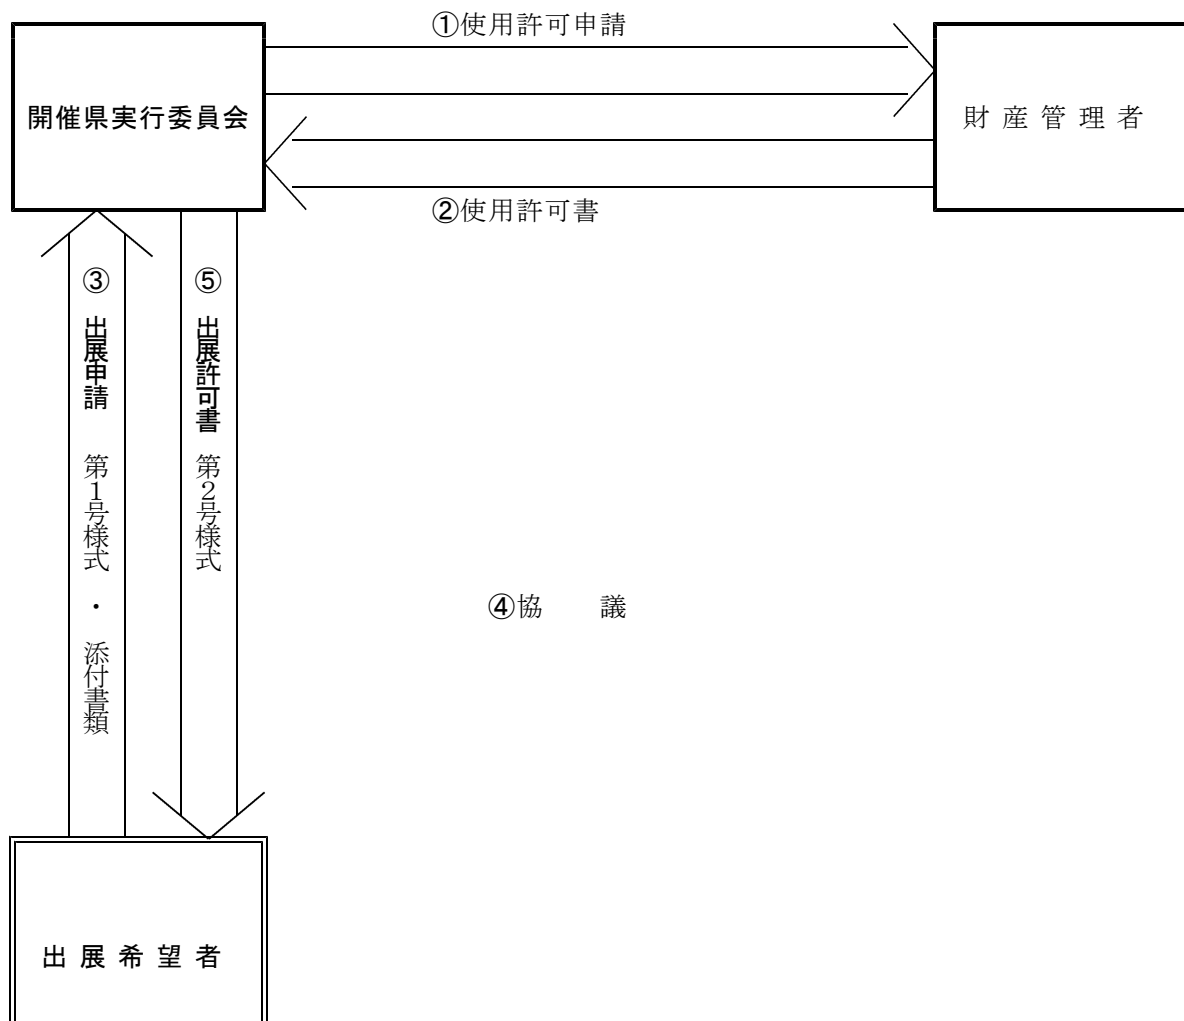 ①使用許可申請
開催県実行委員会
財産管理者
②使用許可書
③ 出展申請 第1号様式・添付書類
⑤ 出展許可書 第2号様式
④協　　議
出展希望者